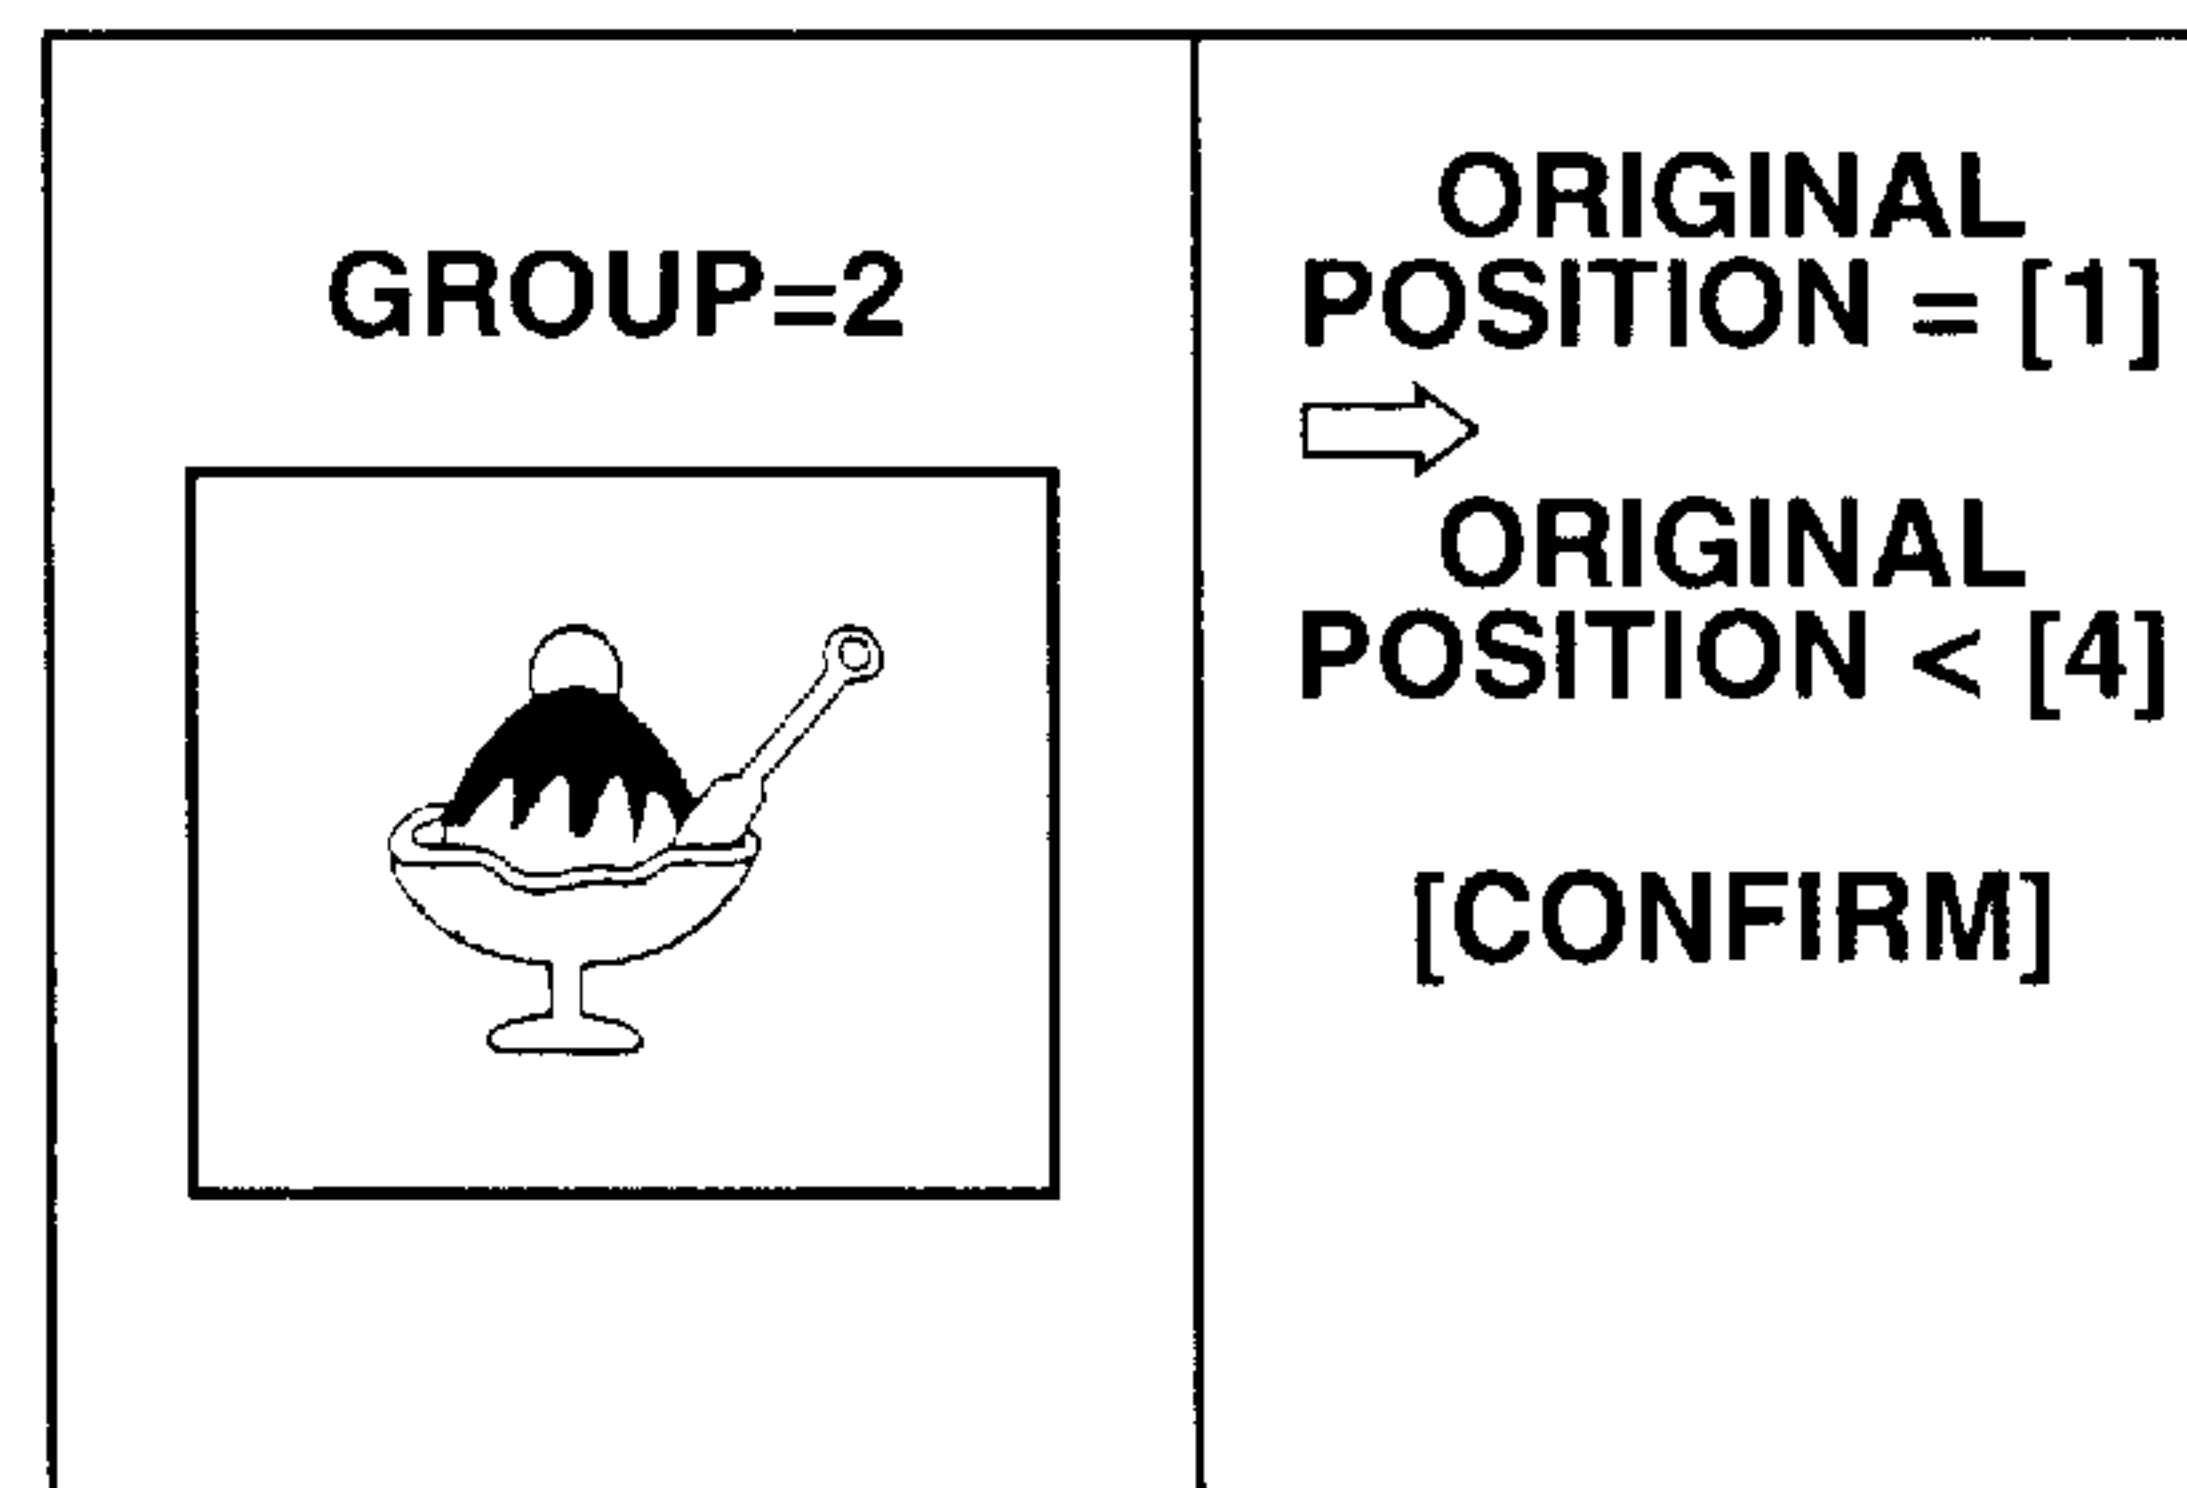 GROUP=2
ORIGINAL
POSITION = [1]
ORIGINAL
POSITION < [4]
[CONFIRM]